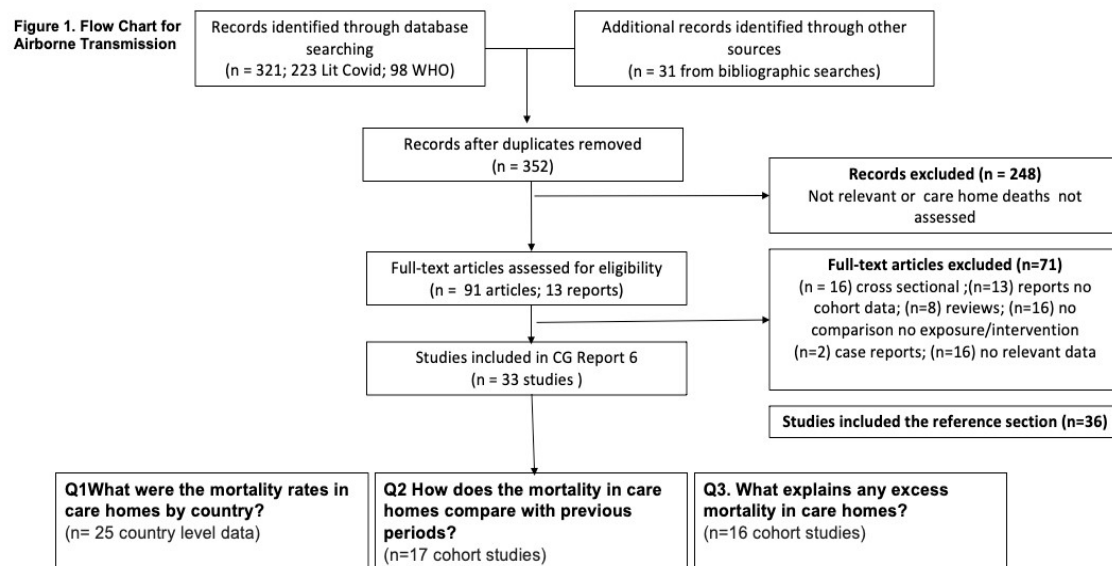 Figure 1. Flow Chart for
Airborne Transmission
Records identified through database
searching
(n = 321; 223 Lit Covid; 98 WHO)
Additional records identified through other
sources
(n = 31 from bibliographic searches)
Records after duplicates removed
(n = 352)
Records excluded (n = 248)
Not relevant or care home deaths not
assessed
Full-text articles assessed for eligibility
(n = 91 articles; 13 reports)
Full-text articles excluded (n=71)
(n = 16) cross sectional ;(n=13) reports no
cohort data; (n=8) reviews; (n=16) no
comparison no exposure/intervention
(n=2) case reports; (n=16) no relevant data
Studies included in CG Report 6
(n = 33 studies )
Studies included the reference section (n=36)
Q1What were the mortality rates in
care homes by country?
(n= 25 country level data)
Q2 How does the mortality in care
homes compare with previous
periods?
(n=17 cohort studies)
Q3. What explains any excess
mortality in care homes?
(n=16 cohort studies)